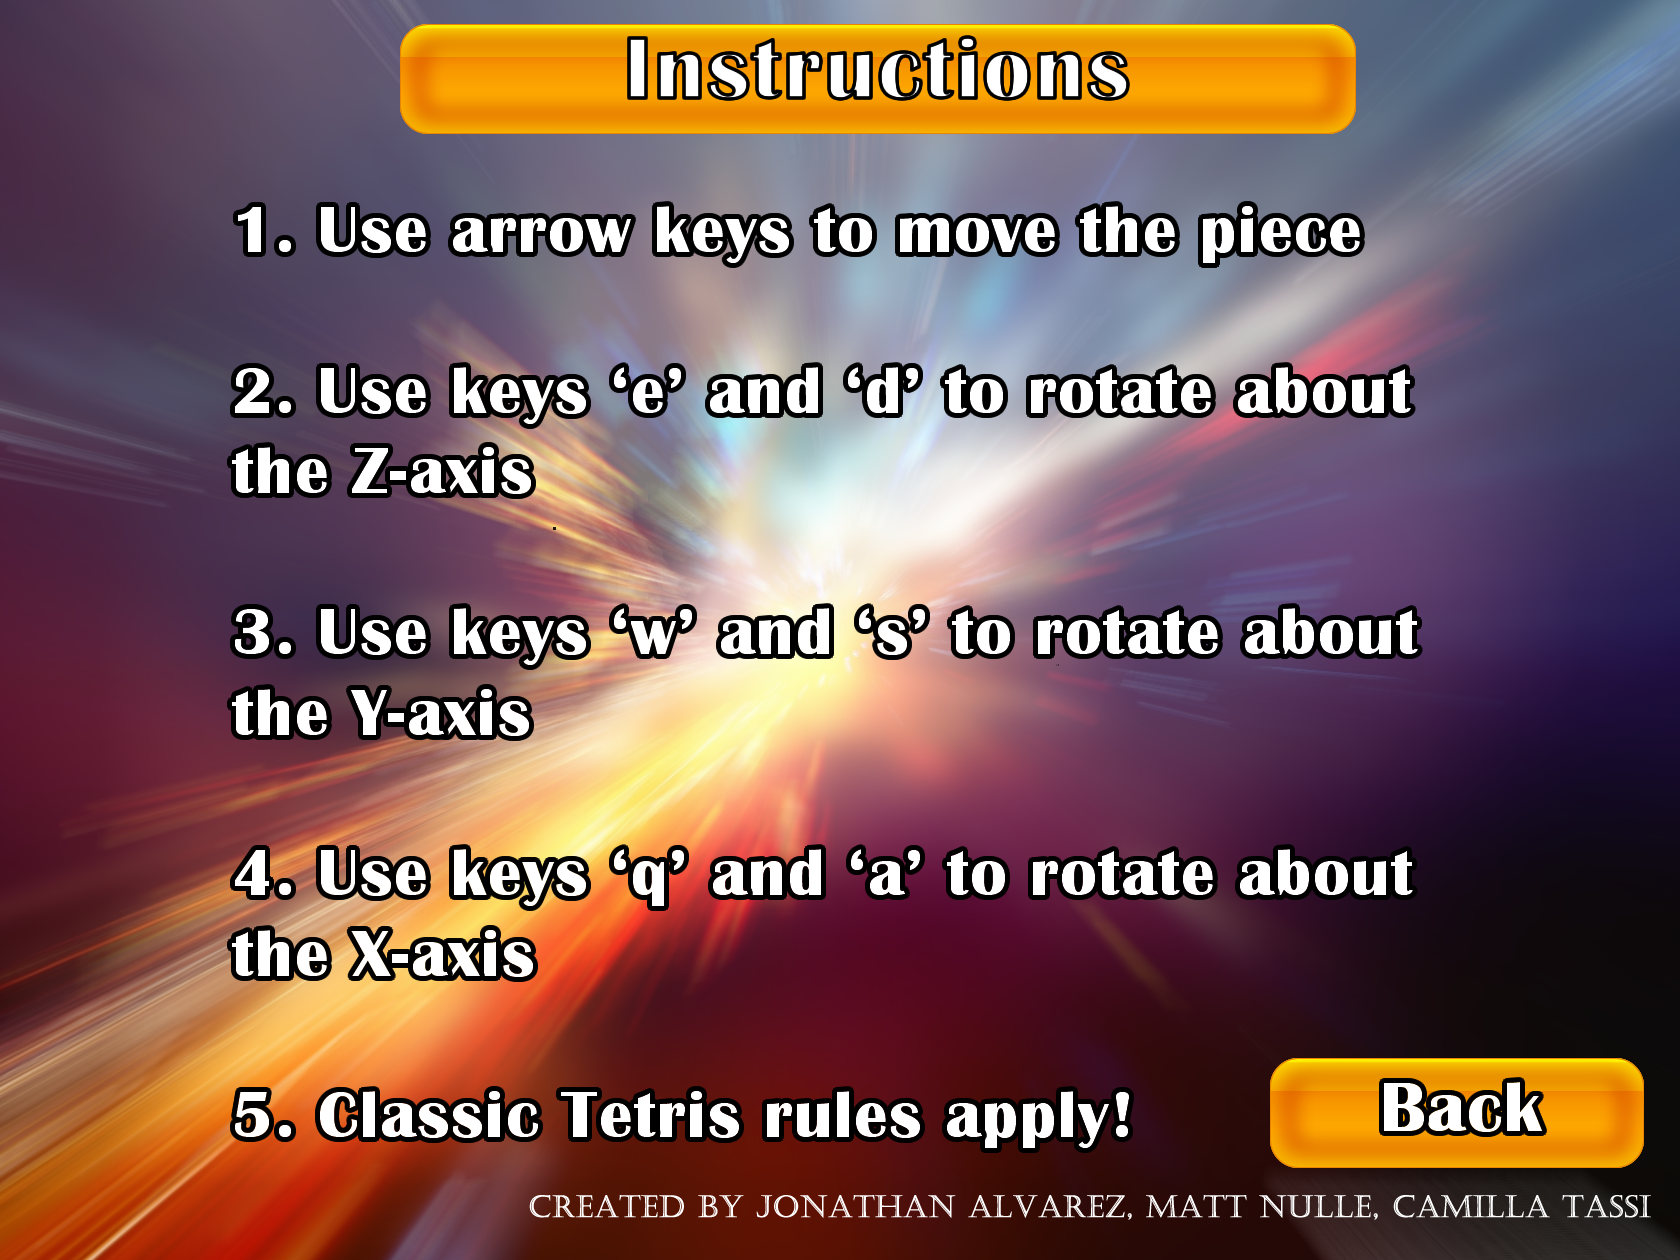 Instructions
1. Use arrow keys to move the piece
2. Use keys ‘e’ and ‘d’ to rotate about
the Z-axis
3. Use keys ‘w’ and ‘s’ to rotate about
the Y-axis
4. Use keys ‘q’ and ‘a’ to rotate about
the X-axis
5. Classic Tetris rules apply!
Back
CREATED BY JONATHAN ALVAREZ, MATT NULLE, CAMILLA TASSI